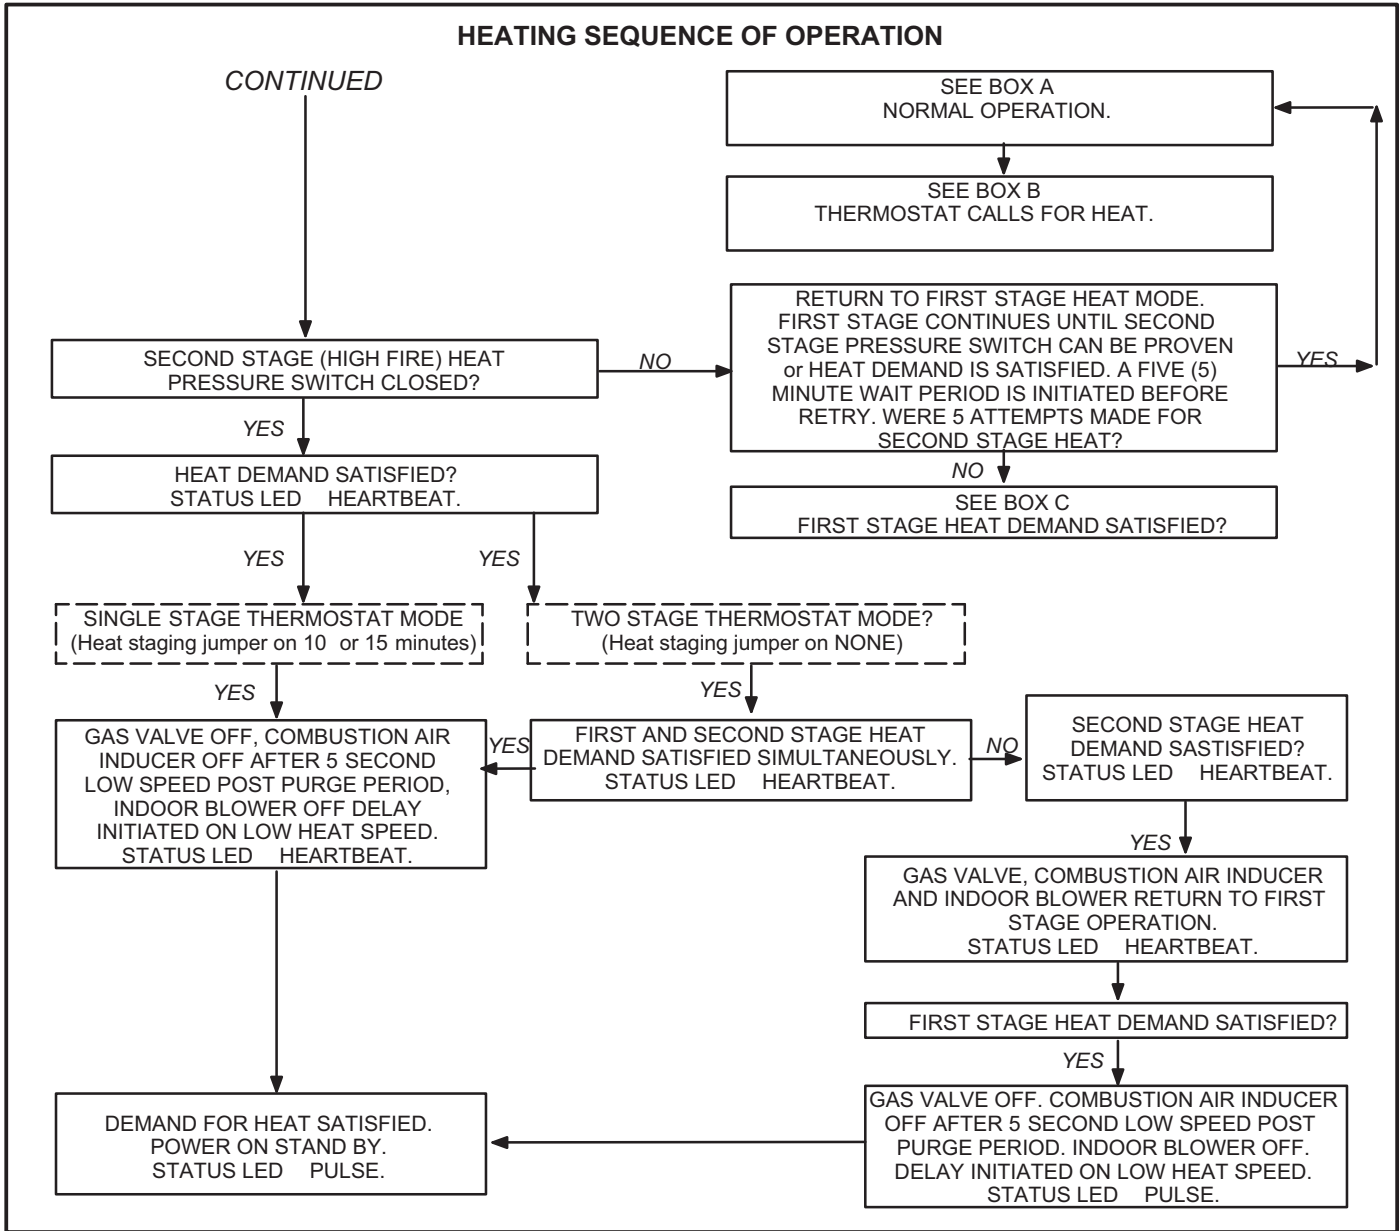 HEATING SEQUENCE OF OPERATION
CONTINUED
SEE BOX A
NORMAL OPERATION.
SEE BOX B
THERMOSTAT CALLS FOR HEAT.
SECOND STAGE (HIGH FIRE) HEAT
PRESSURE SWITCH CLOSED?
NO
RETURN TO FIRST STAGE HEAT MODE.
FIRST STAGE CONTINUES UNTIL SECOND
STAGE PRESSURE SWITCH CAN BE PROVEN
or HEAT DEMAND IS SATISFIED. A FIVE (5)
MINUTE WAIT PERIOD IS INITIATED BEFORE
RETRY. WERE 5 ATTEMPTS MADE FOR
SECOND STAGE HEAT?
YES
YES
NO
HEAT DEMAND SATISFIED?
STATUS LED HEARTBEAT.
SEE BOX C
FIRST STAGE HEAT DEMAND SATISFIED?
YES
YES
SINGLE STAGE THERMOSTAT MODE
(Heat staging jumper on 10 or 15 minutes)
TWO STAGE THERMOSTAT MODE?
(Heat staging jumper on NONE)
YES
YES
GAS VALVE OFF, COMBUSTION AIR
INDUCER OFF AFTER 5 SECOND
LOW SPEED POST PURGE PERIOD,
INDOOR BLOWER OFF DELAY
INITIATED ON LOW HEAT SPEED.
STATUS LED HEARTBEAT.
YES
FIRST AND SECOND STAGE HEAT
DEMAND SATISFIED SIMULTANEOUSLY.
STATUS LED HEARTBEAT.
NO
SECOND STAGE HEAT
DEMAND SASTISFIED?
STATUS LED HEARTBEAT.
YES
GAS VALVE, COMBUSTION AIR INDUCER
AND INDOOR BLOWER RETURN TO FIRST
STAGE OPERATION.
STATUS LED HEARTBEAT.
FIRST STAGE HEAT DEMAND SATISFIED?
YES
DEMAND FOR HEAT SATISFIED.
POWER ON STAND BY.
STATUS LED PULSE.
GAS VALVE OFF. COMBUSTION AIR INDUCER
OFF AFTER 5 SECOND LOW SPEED POST
PURGE PERIOD. INDOOR BLOWER OFF.
DELAY INITIATED ON LOW HEAT SPEED.
STATUS LED PULSE.